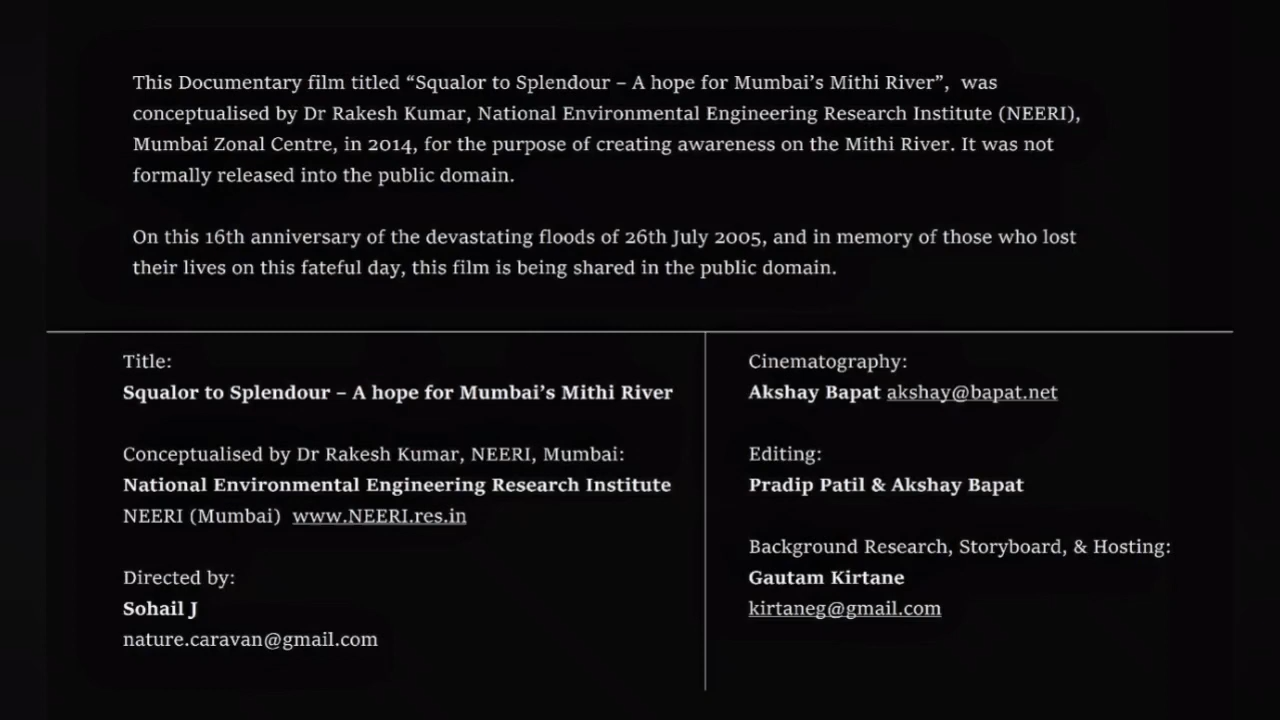 This Documentary film titled “Squalor to Splendour – A hope for Mumbai’s Mithi River”, was
conceptualised by Dr Rakesh Kumar, National Environmental Engineering Research Institute (NEERI),
Mumbai Zonal Centre, in 2014, for the purpose of creating awareness on the Mithi River. It was not
formally released into the public domain.
On this 16th anniversary of the devastating floods of 26th July 2005, and in memory of those who lost
their lives on this fateful day, this film is being shared in the public domain.
Title:
Squalor to Splendour – A hope for Mumbai’s Mithi River
Conceptualised by Dr Rakesh Kumar, NEERI, Mumbai:
National Environmental Engineering Research Institute
NEERI (Mumbai) www.NEERI.res.in
Directed by:
Sohail J
nature.caravan@gmail.com
Cinematography:
Akshay Bapat akshay@bapat.net
Editing:
Pradip Patil & Akshay Bapat
Background Research, Storyboard, & Hosting:
Gautam Kirtane
kirtaneg@gmail.com